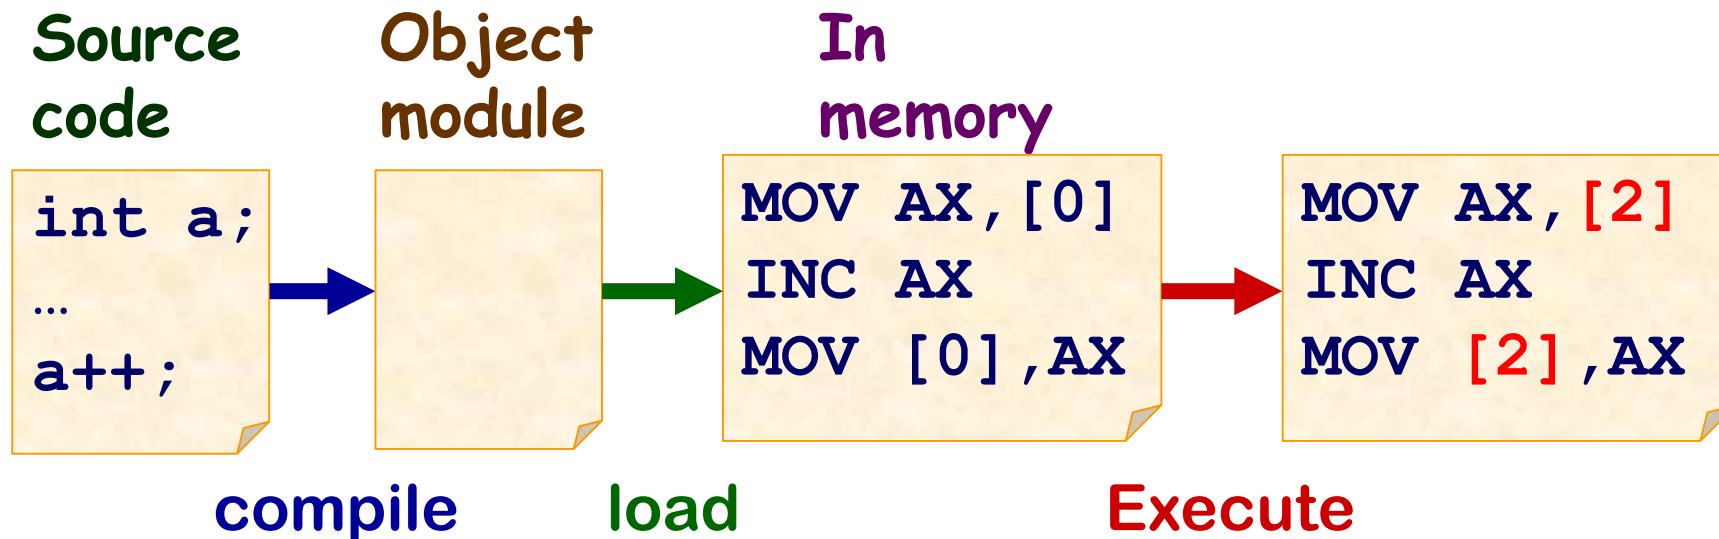 Source
code
Object
module
In
memory
int a;
…
a++;
MOV AX,[0]
INC AX
MOV [0],AX
MOV AX,[2]
INC AX
MOV [2],AX
compile
load
Execute